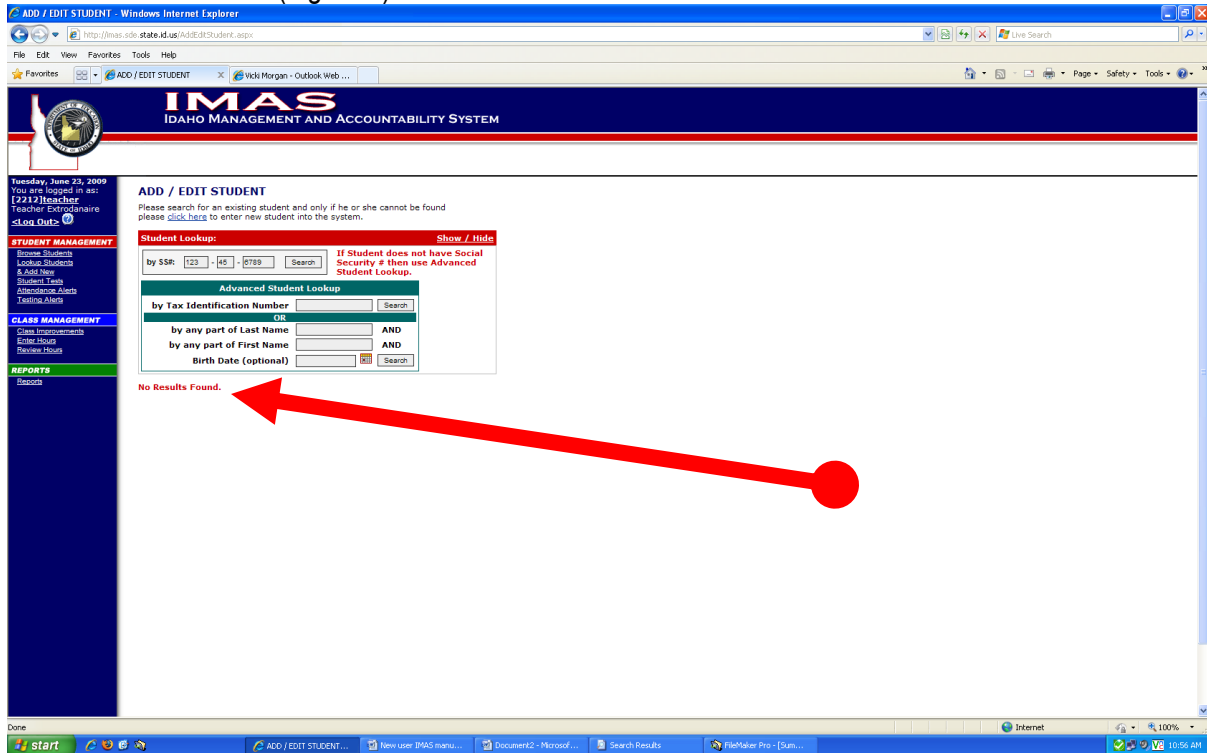 ADD / EDIT STUDENT - Windows Internet Explorer
http://imas.sde.state.id.us/AddEditStudent.aspx
Live Search
File Edit View Favorites Tools Help
Favorites
ADD / EDIT STUDENT
Vicki Morgan - Outlook Web ...
Page
Safety
Tools
IMAS
IDAHO MANAGEMENT AND ACCOUNTABILITY SYSTEM
Tuesday, June 23, 2009
You are logged in as:
[2212]teacher
Teacher Extrodanaire
<Log Out>
STUDENT MANAGEMENT
Browse Students
Lookup Students
& Add New
Student Tests
Attendance Alerts
Testing Alerts
CLASS MANAGEMENT
Class Improvements
Enter Hours
Review Hours
REPORTS
Reports
ADD / EDIT STUDENT
Please search for an existing student and only if he or she cannot be found
please click here to enter new student into the system.
Student Lookup: Show / Hide
by SS#: 123 - 45 - 6789 Search
If Student does not have Social
Security # then use Advanced
Student Lookup.
Advanced Student Lookup
by Tax Identification Number Search
OR
by any part of Last Name AND
by any part of First Name AND
Birth Date (optional) Search
No Results Found.
Done
Internet
100%
start
ADD / EDIT STUDENT...
New user IMAS manu...
Document2 - Microsof...
Search Results
FileMaker Pro - [Sum...
10:56 AM